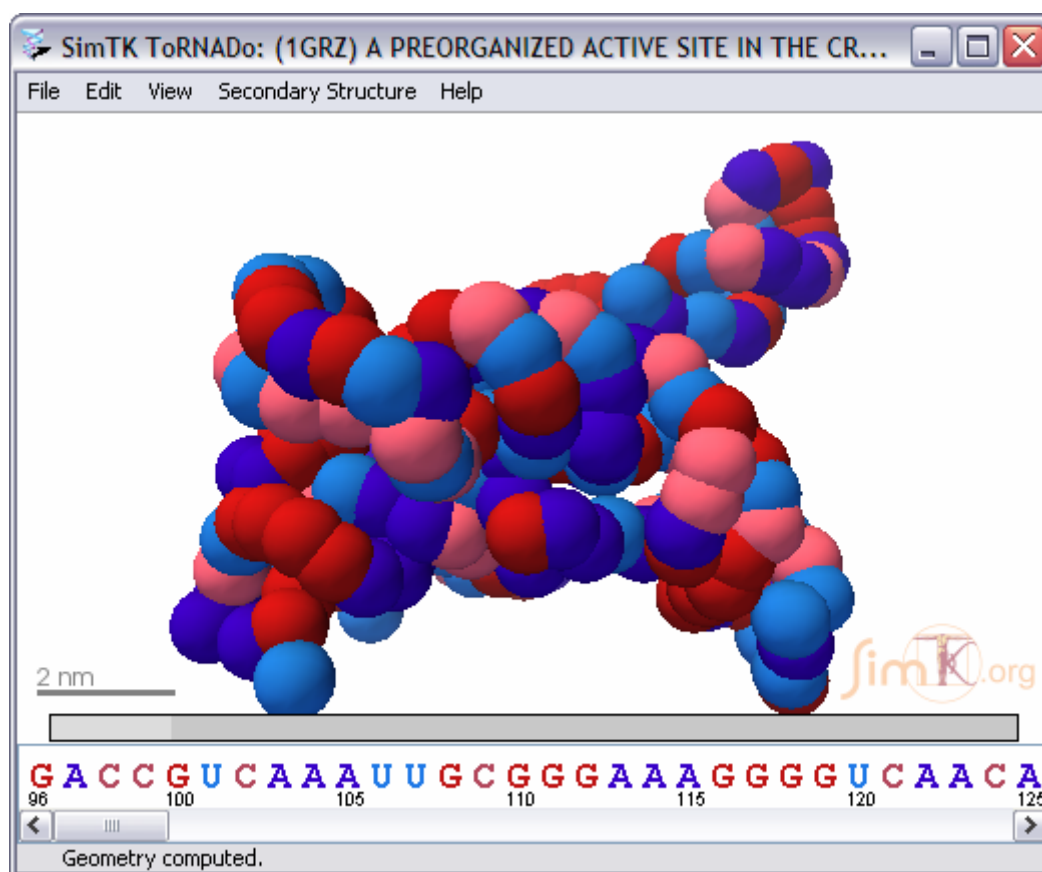 SimTK ToRNADo: (1GRZ) A PREORGANIZED ACTIVE SITE IN THE CR...
File Edit View Secondary Structure Help
2 nm
SimTK.org
G A C C G U C A A A U U G C G G G A A A G G G G U C A A C A
96 100 105 110 115 120 125
Geometry computed.